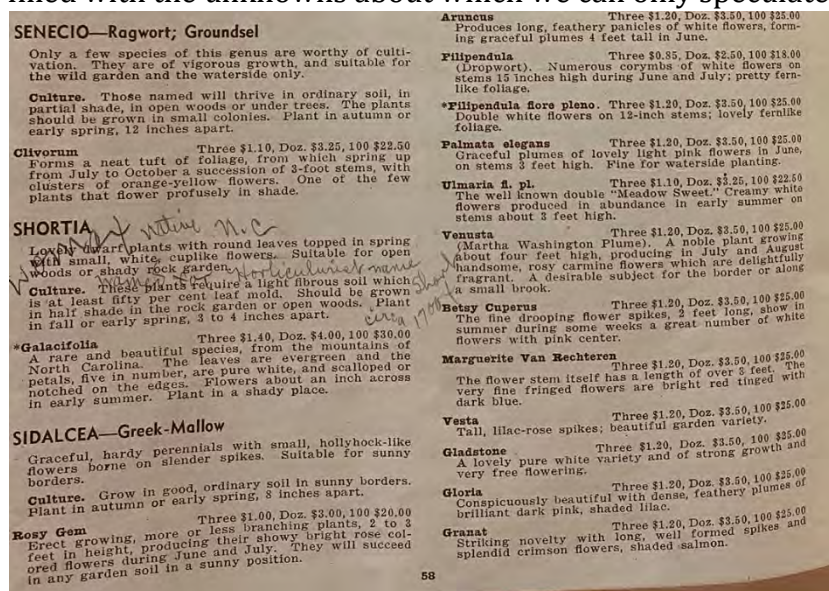 filled with the unknowns about which we can only speculate
SENECIO—Ragwort; Groundsel
Only a few species of this genus are worthy of culti-
vation. They are of vigorous growth, and suitable for
the wild garden and the waterside only.
Culture. Those named will thrive in ordinary soil, in
partial shade, in open woods or under trees. The plants
should be grown in small colonies. Plant in autumn or
early spring, 12 inches apart.
Clivorum Three $1.10, Doz. $3.25, 100 $22.50
Forms a neat tuft of foliage, from which spring up
from July to October a succession of 3-foot stems, with
clusters of orange-yellow flowers. One of the few
plants that flower profusely in shade.
SHORTIA
native N.C
Lovely dwarf plants with round leaves topped in spring
with small, white, cuplike flowers. Suitable for open
woods or shady rock garden.
named for Horticulturist name
Short
Culture. These plants require a light fibrous soil which
is at least fifty per cent leaf mold. Should be grown
in half shade in the rock garden or open woods. Plant
in fall or early spring, 3 to 4 inches apart.
circa 1700
*Galacifolia Three $1.40, Doz. $4.00, 100 $30.00
A rare and beautiful species, from the mountains of
North Carolina. The leaves are evergreen and the
petals, five in number, are pure white, and scalloped or
notched on the edges. Flowers about an inch across
in early summer. Plant in a shady place.
SIDALCEA—Greek-Mallow
Graceful, hardy perennials with small, hollyhock-like
flowers borne on slender spikes. Suitable for sunny
borders.
Culture. Grow in good, ordinary soil in sunny borders.
Plant in autumn or early spring, 8 inches apart.
Rosy Gem Three $1.00, Doz. $3.00, 100 $20.00
Erect growing, more or less branching plants, 2 to 3
feet in height, producing their showy bright rose col-
ored flowers during June and July. They will succeed
in any garden soil in a sunny position.
Aruncus Three $1.20, Doz. $3.50, 100 $25.00
Produces long, feathery panicles of white flowers, form-
ing graceful plumes 4 feet tall in June.
Filipendula Three $0.85, Doz. $2.50, 100 $18.00
(Dropwort). Numerous corymbs of white flowers on
stems 15 inches high during June and July; pretty fern-
like foliage.
*Filipendula flore pleno. Three $1.20, Doz. $3.50, 100 $25.00
Double white flowers on 12-inch stems; lovely fernlike
foliage.
Palmata elegans Three $1.20, Doz. $3.50, 100 $25.00
Graceful plumes of lovely light pink flowers in June,
on stems 3 feet high. Fine for waterside planting.
Ulmaria fl. pl. Three $1.10, Doz. $3.25, 100 $22.50
The well known double "Meadow Sweet." Creamy white
flowers produced in abundance in early summer on
stems about 3 feet high.
Venusta Three $1.20, Doz. $3.50, 100 $25.00
(Martha Washington Plume). A noble plant growing
about four feet high, producing in July and August
handsome, rosy carmine flowers which are delightfully
fragrant. A desirable subject for the border or along
a small brook.
Betsy Cuperus Three $1.20, Doz. $3.50, 100 $25.00
The fine drooping flower spikes, 2 feet long, show in
summer during some weeks a great number of white
flowers with pink center.
Marguerite Van Rechteren
Three $1.20, Doz. $3.50, 100 $25.00
The flower stem itself has a length of over 3 feet. The
very fine fringed flowers are bright red tinged with
dark blue.
Vesta Three $1.20, Doz. $3.50, 100 $25.00
Tall, lilac-rose spikes; beautiful garden variety.
Gladstone Three $1.20, Doz. $3.50, 100 $25.00
A lovely pure white variety and of strong growth and
very free flowering.
Gloria Three $1.20, Doz. $3.50, 100 $25.00
Conspicuously beautiful with dense, feathery plumes of
brilliant dark pink, shaded lilac.
Granat Three $1.20, Doz. $3.50, 100 $25.00
Striking novelty with long, well formed spikes and
splendid crimson flowers, shaded salmon.
58